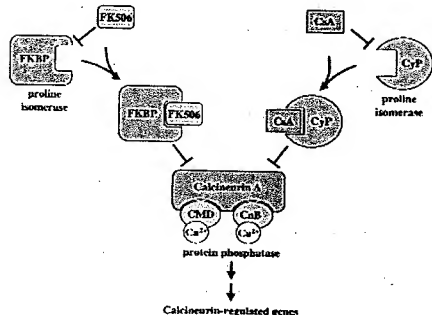 FK506
CsA
FKBP
CyP
proline
isomerase
proline
isomerase
FKBP
FK506
CsA
CyP
Calcineurin A
CMD
CnB
Ca2+
Ca2+
protein phosphatase
Calcineurin-regulated genes